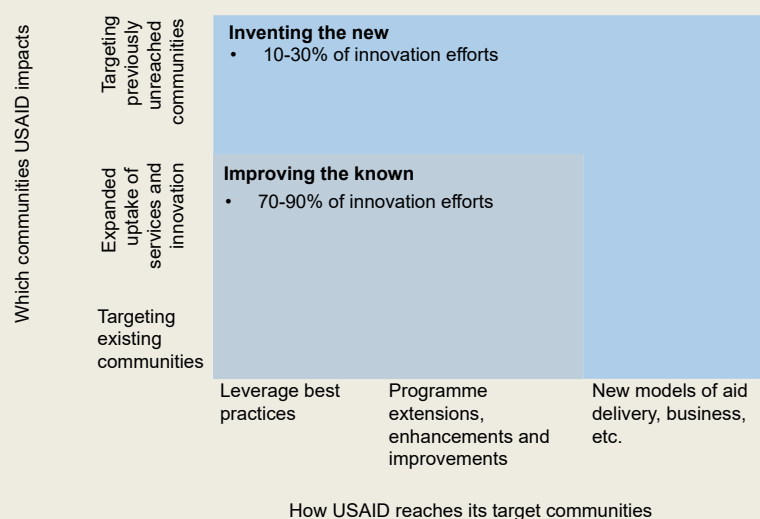 Which communities USAID impacts
Targeting
previously
unreached
communities
Expanded
uptake of
services and
innovation
Targeting
existing
communities
Inventing the new
• 10-30% of innovation efforts
Improving the known
• 70-90% of innovation efforts
Leverage best
practices
Programme
extensions,
enhancements and
improvements
New models of aid
delivery, business,
etc.
How USAID reaches its target communities